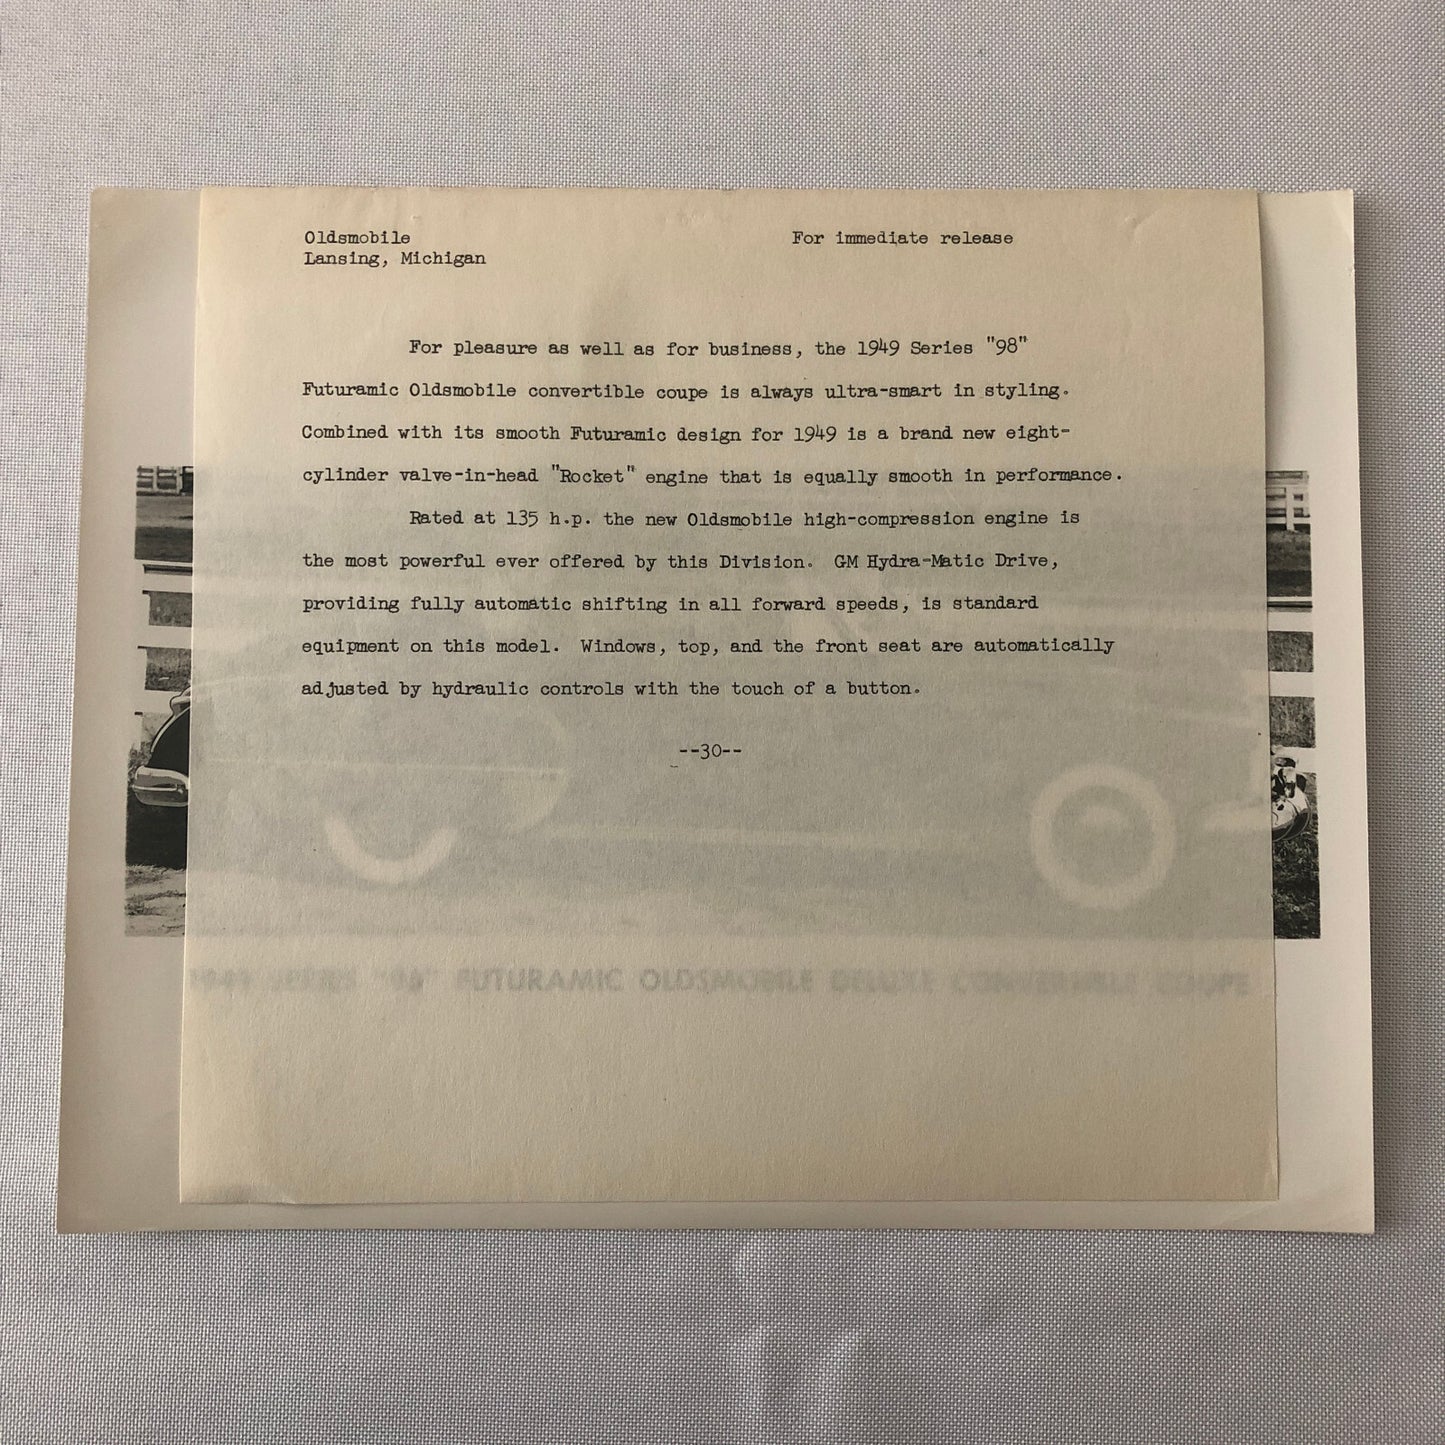 Oldsmobile For immediate release
Lansing, Michigan
For pleasure as well as for business, the 1949 Series "98"
Futuramic Oldsmobile convertible coupe is always ultra-smart in styling.
Combined with its smooth Futuramic design for 1949 is a brand new eight-
cylinder valve-in-head "Rocket" engine that is equally smooth in performance.
Rated at 135 h.p. the new Oldsmobile high-compression engine is
the most powerful ever offered by this Division. GM Hydra-Matic Drive,
providing fully automatic shifting in all forward speeds, is standard
equipment on this model. Windows, top, and the front seat are automatically
adjusted by hydraulic controls with the touch of a button.
--30--
1949 SERIES "98" FUTURAMIC OLDSMOBILE DELUXE CONVERTIBLE COUPE